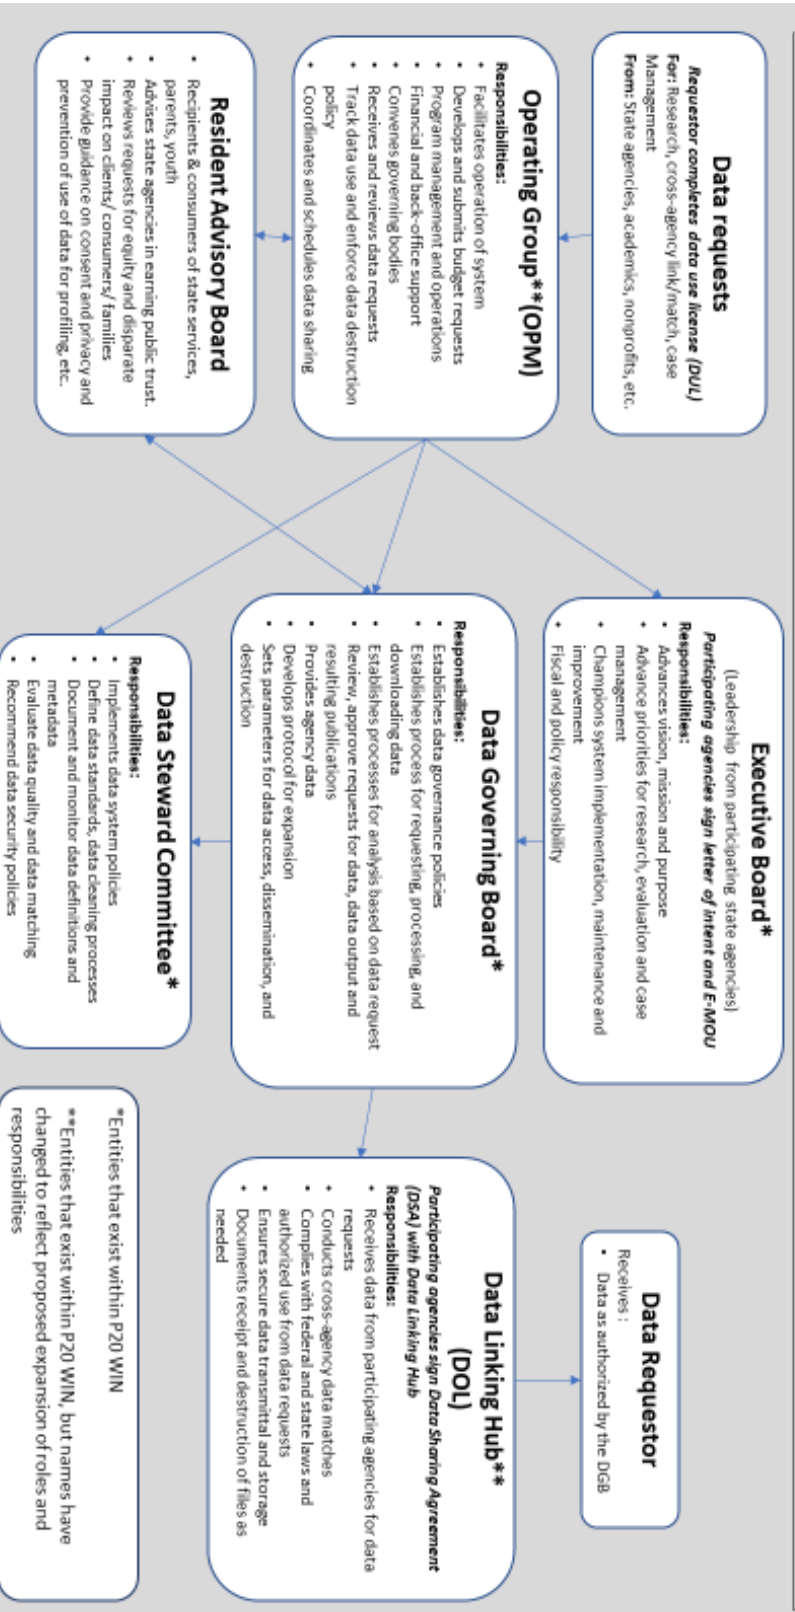 Data requests
Requestor completes data use license (DUL)
For: Research, cross-agency link/match, case
Management
From: State agencies, academics, nonprofits, etc.
Operating Group**(OPM)
Responsibilities:
• Facilitates operation of system
• Develops and submits budget requests
• Program management and operations
• Financial and back-office support
• Convenes governing bodies
• Receives and reviews data requests
• Track data use and enforce data destruction
policy
• Coordinates and schedules data sharing
Resident Advisory Board
• Recipients & consumers of state services,
parents, youth
• Advises state agencies in earning public trust.
• Reviews requests for equity and disparate
impact on clients/ consumers/ families
• Provide guidance on consent and privacy and
prevention of use of data for profiling, etc.
Executive Board*
(Leadership from participating state agencies)
Participating agencies sign letter of intent and E-MOU
Responsibilities:
• Advances vision, mission and purpose
• Advance priorities for research, evaluation and case
management
• Champions system implementation, maintenance and
improvement
• Fiscal and policy responsibility
Data Governing Board*
Responsibilities:
• Establishes data governance policies
• Establishes process for requesting, processing, and
downloading data
• Establishes processes for analysis based on data request
• Review, approve requests for data, data output and
resulting publications
• Provides agency data
• Develops protocol for expansion
• Sets parameters for data access, dissemination, and
destruction
Data Steward Committee*
Responsibilities:
• Implements data system policies
• Define data standards, data cleaning processes
• Document and monitor data definitions and
metadata
• Evaluate data quality and data matching
• Recommend data security policies
Data Requestor
Receives :
• Data as authorized by the DGB
Data Linking Hub**
(DOL)
Participating agencies sign Data Sharing Agreement
(DSA) with Data Linking Hub
Responsibilities:
• Receives data from participating agencies for data
requests
• Conducts cross-agency data matches
• Complies with federal and state laws and
authorized use from data requests
• Ensures secure data transmittal and storage
• Documents receipt and destruction of files as
needed
*Entities that exist within P20 WIN
**Entities that exist within P20 WIN, but names have
changed to reflect proposed expansion of roles and
responsibilities